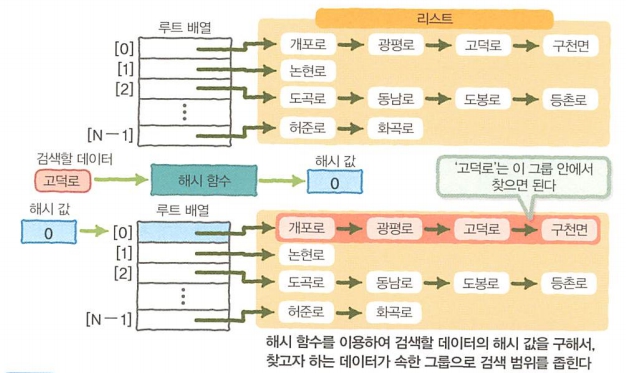 루트 배열
리스트
[0]
개포로
광평로
고덕로
구천면
[1]
논현로
[2]
도곡로
동남로
도봉로
등촌로
[N-1]
허준로
화곡로
검색할 데이터
고덕로
해시 함수
해시 값
0
'고덕로'는 이 그룹 안에서
찾으면 된다
해시 값
0
루트 배열
[0]
개포로
광평로
고덕로
구천면
[1]
논현로
[2]
도곡로
동남로
도봉로
등촌로
[N-1]
허준로
화곡로
해시 함수를 이용하여 검색할 데이터의 해시 값을 구해서,
찾고자 하는 데이터가 속한 그룹으로 검색 범위를 좁힌다